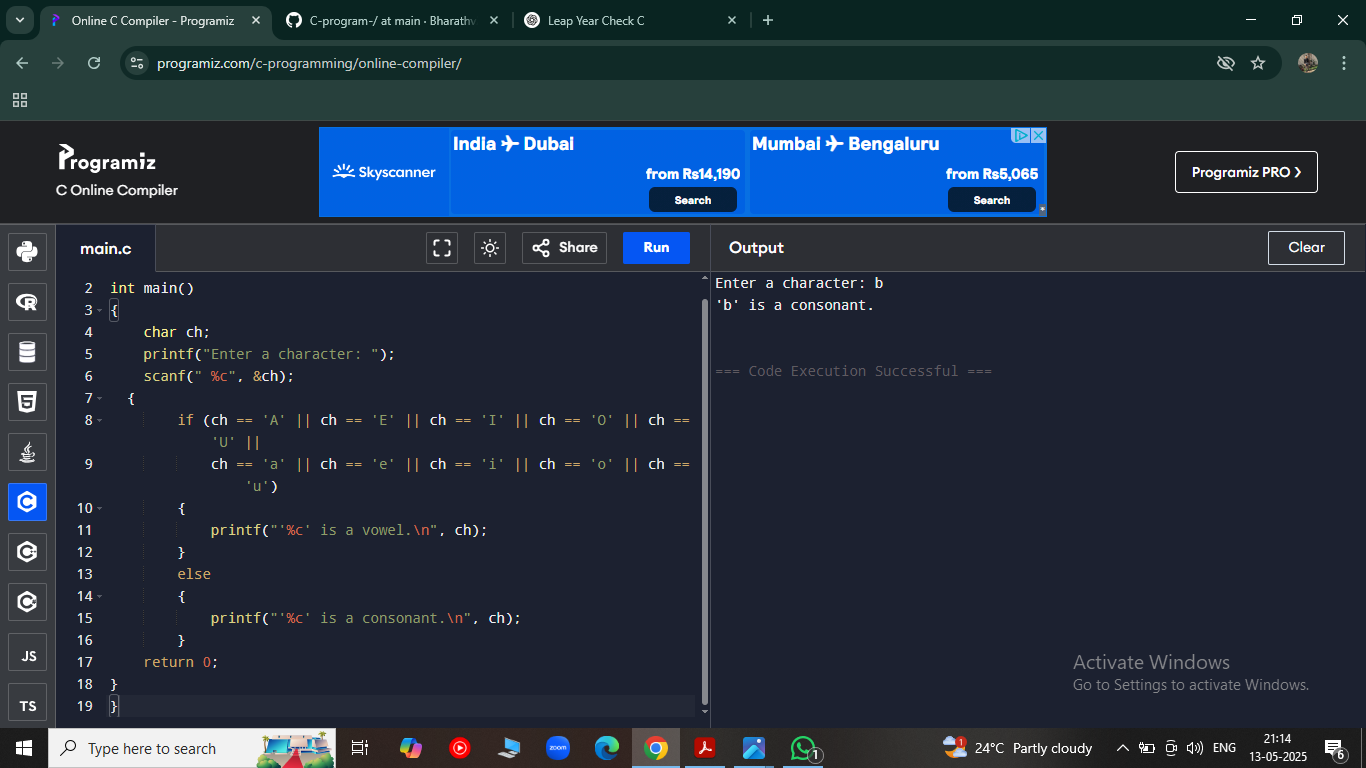 Online C Compiler - Programiz
C-program-/ at main · Bharathv
Leap Year Check C
programiz.com/c-programming/online-compiler/
Programiz
C Online Compiler
Skyscanner
India ✈ Dubai
from Rs14,190
Search
Mumbai ✈ Bengaluru
from Rs5,065
Search
Programiz PRO ❯
main.c
Share
Run
Output
Clear
2 int main()
3 {
4 char ch;
5 printf("Enter a character: ");
6 scanf(" %c", &ch);
7 {
8 if (ch == 'A' || ch == 'E' || ch == 'I' || ch == 'O' || ch ==
'U' ||
9 ch == 'a' || ch == 'e' || ch == 'i' || ch == 'o' || ch ==
'u')
10 {
11 printf("'%c' is a vowel.\n", ch);
12 }
13 else
14 {
15 printf("'%c' is a consonant.\n", ch);
16 }
17 return 0;
18 }
19 }
Enter a character: b
'b' is a consonant.
=== Code Execution Successful ===
JS
TS
Activate Windows
Go to Settings to activate Windows.
Type here to search
zoom
1
1
24°C Partly cloudy
ENG
21:14
13-05-2025
6